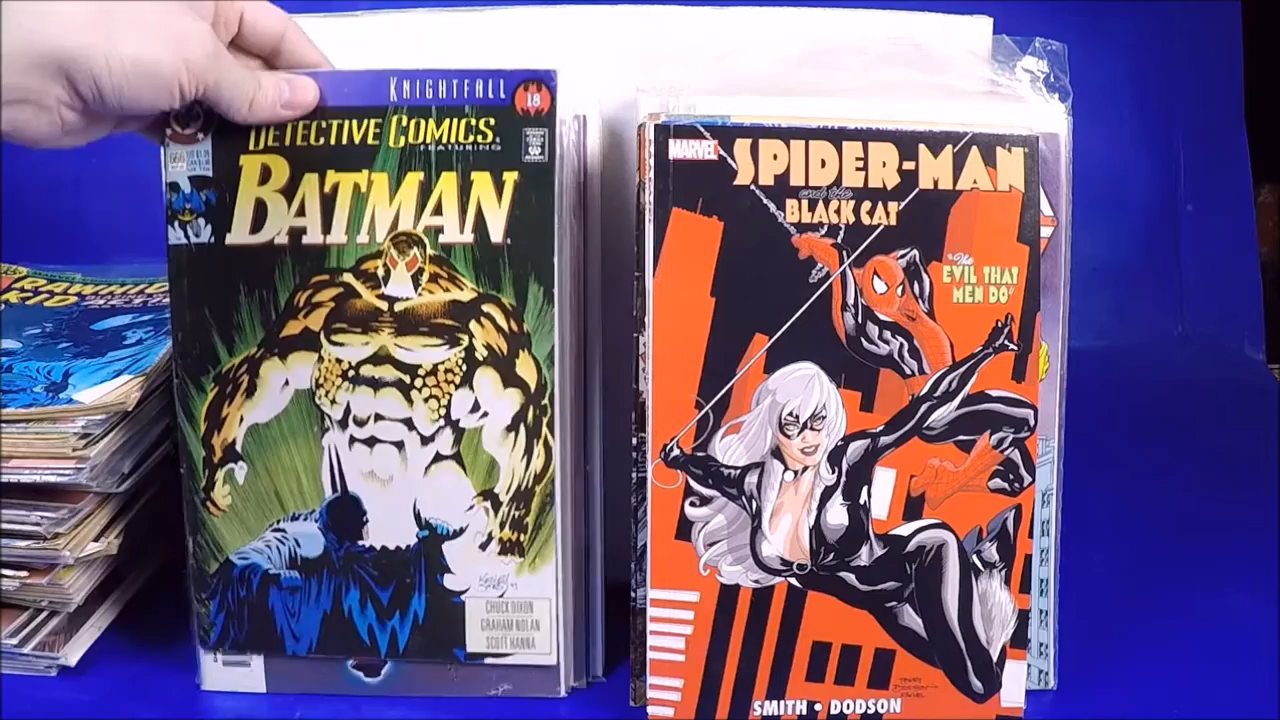 KNIGHTFALL
18
DETECTIVE COMICS
FEATURING
BATMAN
666
CHUCK DIXON
GRAHAM NOLAN
SCOTT HANNA
RAWHIDE
KID
MARVEL
SPIDER-MAN
and the
BLACK CAT
"The
EVIL THAT
MEN DO"
SMITH • DODSON